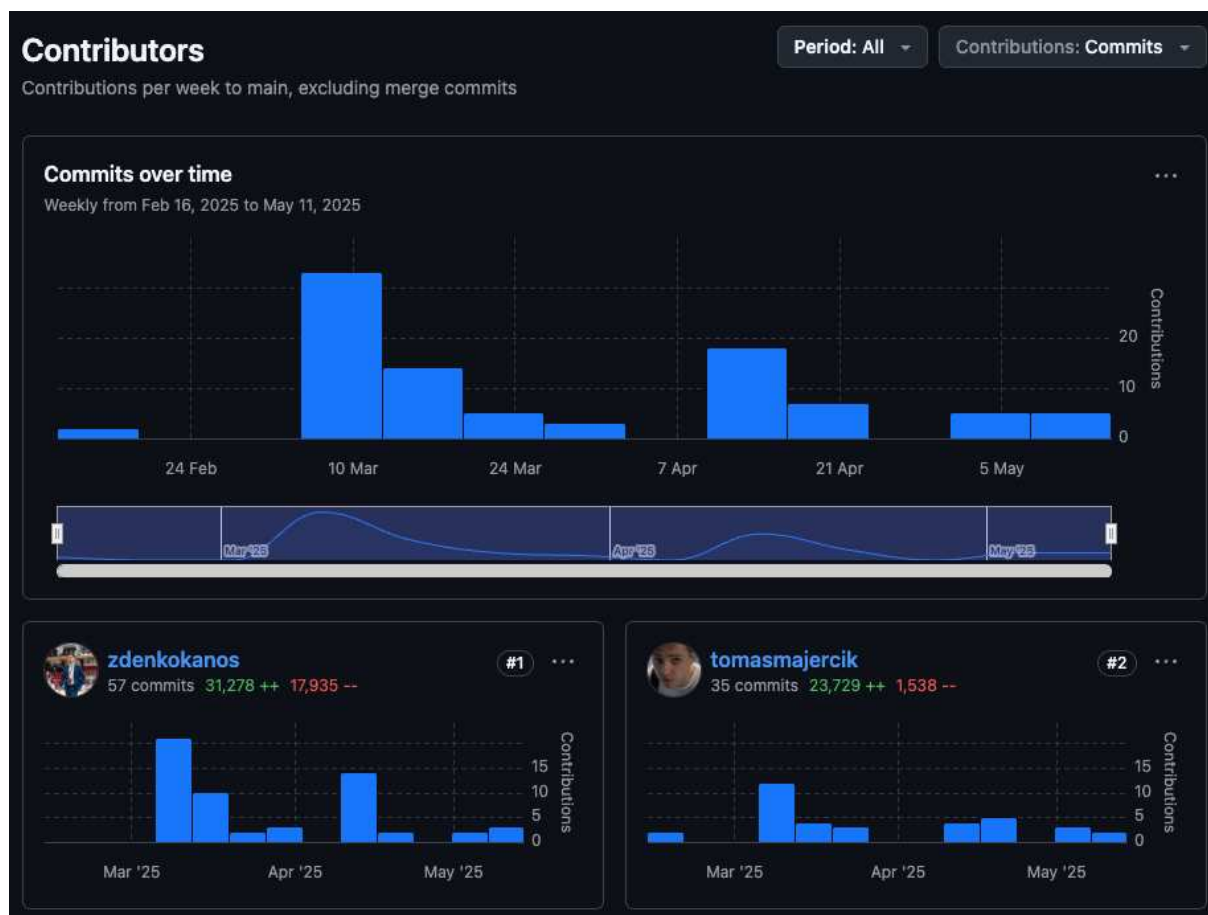 Contributors
Period: All
Contributions: Commits
Contributions per week to main, excluding merge commits
Commits over time
Weekly from Feb 16, 2025 to May 11, 2025
20
10
0
Contributions
24 Feb
10 Mar
24 Mar
7 Apr
21 Apr
5 May
Mar '25
Apr '25
May '25
zdenkokanos
#1
57 commits 31,278 ++ 17,935 --
15
10
5
0
Contributions
Mar '25
Apr '25
May '25
tomasmajercik
#2
35 commits 23,729 ++ 1,538 --
15
10
5
0
Contributions
Mar '25
Apr '25
May '25